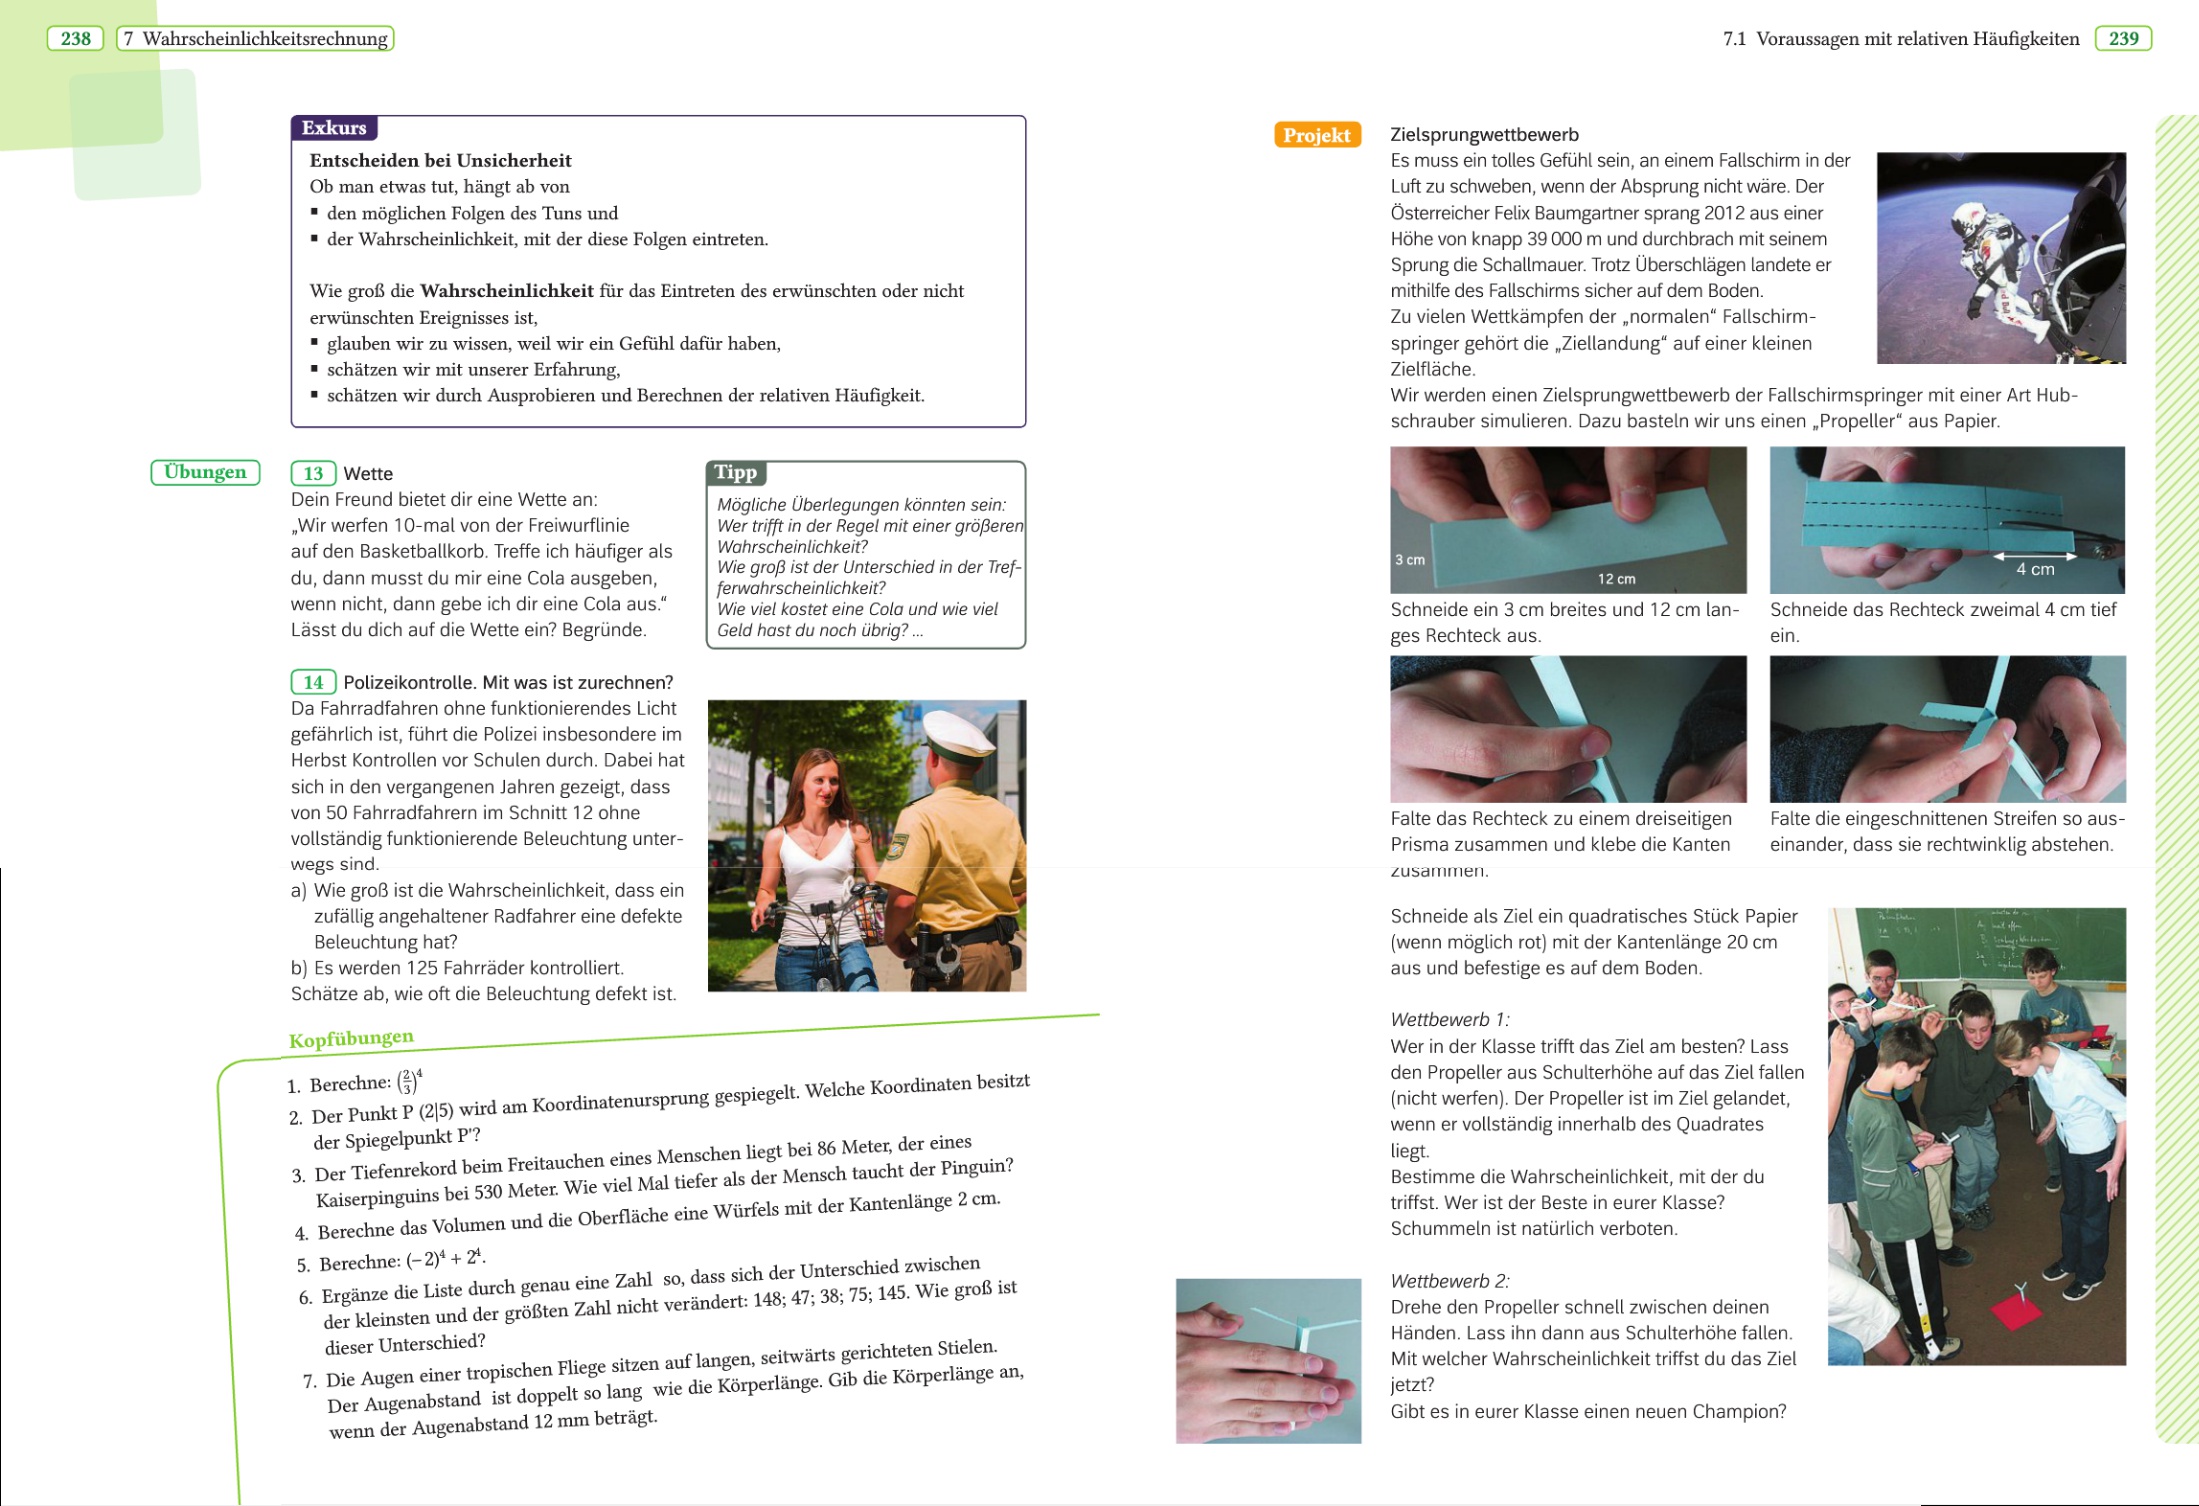 238
7 Wahrscheinlichkeitsrechnung
Exkurs
Entscheiden bei Unsicherheit
Ob man etwas tut, hängt ab von
▪ den möglichen Folgen des Tuns und
▪ der Wahrscheinlichkeit, mit der diese Folgen eintreten.
Wie groß die Wahrscheinlichkeit für das Eintreten des erwünschten oder nicht
erwünschten Ereignisses ist,
▪ glauben wir zu wissen, weil wir ein Gefühl dafür haben,
▪ schätzen wir mit unserer Erfahrung,
▪ schätzen wir durch Ausprobieren und Berechnen der relativen Häufigkeit.
Übungen
13 Wette
Dein Freund bietet dir eine Wette an:
„Wir werfen 10-mal von der Freiwurflinie
auf den Basketballkorb. Treffe ich häufiger als
du, dann musst du mir eine Cola ausgeben,
wenn nicht, dann gebe ich dir eine Cola aus.“
Lässt du dich auf die Wette ein? Begründe.
Tipp
Mögliche Überlegungen könnten sein:
Wer trifft in der Regel mit einer größeren
Wahrscheinlichkeit?
Wie groß ist der Unterschied in der Tref-
ferwahrscheinlichkeit?
Wie viel kostet eine Cola und wie viel
Geld hast du noch übrig? ...
14 Polizeikontrolle. Mit was ist zurechnen?
Da Fahrradfahren ohne funktionierendes Licht
gefährlich ist, führt die Polizei insbesondere im
Herbst Kontrollen vor Schulen durch. Dabei hat
sich in den vergangenen Jahren gezeigt, dass
von 50 Fahrradfahrern im Schnitt 12 ohne
vollständig funktionierende Beleuchtung unter-
wegs sind.
a) Wie groß ist die Wahrscheinlichkeit, dass ein
zufällig angehaltener Radfahrer eine defekte
Beleuchtung hat?
b) Es werden 125 Fahrräder kontrolliert.
Schätze ab, wie oft die Beleuchtung defekt ist.
Kopfübungen
1. Berechne: (2/3)⁴
2. Der Punkt P (2|5) wird am Koordinatenursprung gespiegelt. Welche Koordinaten besitzt
der Spiegelpunkt P'?
3. Der Tiefenrekord beim Freitauchen eines Menschen liegt bei 86 Meter, der eines
Kaiserpinguins bei 530 Meter. Wie viel Mal tiefer als der Mensch taucht der Pinguin?
4. Berechne das Volumen und die Oberfläche eine Würfels mit der Kantenlänge 2 cm.
5. Berechne: (−2)⁴ + 2⁴.
6. Ergänze die Liste durch genau eine Zahl so, dass sich der Unterschied zwischen
der kleinsten und der größten Zahl nicht verändert: 148; 47; 38; 75; 145. Wie groß ist
dieser Unterschied?
7. Die Augen einer tropischen Fliege sitzen auf langen, seitwärts gerichteten Stielen.
Der Augenabstand ist doppelt so lang wie die Körperlänge. Gib die Körperlänge an,
wenn der Augenabstand 12 mm beträgt.
7.1 Voraussagen mit relativen Häufigkeiten
239
Projekt
Zielsprungwettbewerb
Es muss ein tolles Gefühl sein, an einem Fallschirm in der
Luft zu schweben, wenn der Absprung nicht wäre. Der
Österreicher Felix Baumgartner sprang 2012 aus einer
Höhe von knapp 39 000 m und durchbrach mit seinem
Sprung die Schallmauer. Trotz Überschlägen landete er
mithilfe des Fallschirms sicher auf dem Boden.
Zu vielen Wettkämpfen der „normalen“ Fallschirm-
springer gehört die „Ziellandung“ auf einer kleinen
Zielfläche.
Wir werden einen Zielsprungwettbewerb der Fallschirmspringer mit einer Art Hub-
schrauber simulieren. Dazu basteln wir uns einen „Propeller“ aus Papier.
3 cm
12 cm
4 cm
Schneide ein 3 cm breites und 12 cm lan-
ges Rechteck aus.
Schneide das Rechteck zweimal 4 cm tief
ein.
Falte das Rechteck zu einem dreiseitigen
Prisma zusammen und klebe die Kanten
zusammen.
Falte die eingeschnittenen Streifen so aus-
einander, dass sie rechtwinklig abstehen.
Schneide als Ziel ein quadratisches Stück Papier
(wenn möglich rot) mit der Kantenlänge 20 cm
aus und befestige es auf dem Boden.
Wettbewerb 1:
Wer in der Klasse trifft das Ziel am besten? Lass
den Propeller aus Schulterhöhe auf das Ziel fallen
(nicht werfen). Der Propeller ist im Ziel gelandet,
wenn er vollständig innerhalb des Quadrates
liegt.
Bestimme die Wahrscheinlichkeit, mit der du
triffst. Wer ist der Beste in eurer Klasse?
Schummeln ist natürlich verboten.
Wettbewerb 2:
Drehe den Propeller schnell zwischen deinen
Händen. Lass ihn dann aus Schulterhöhe fallen.
Mit welcher Wahrscheinlichkeit triffst du das Ziel
jetzt?
Gibt es in eurer Klasse einen neuen Champion?